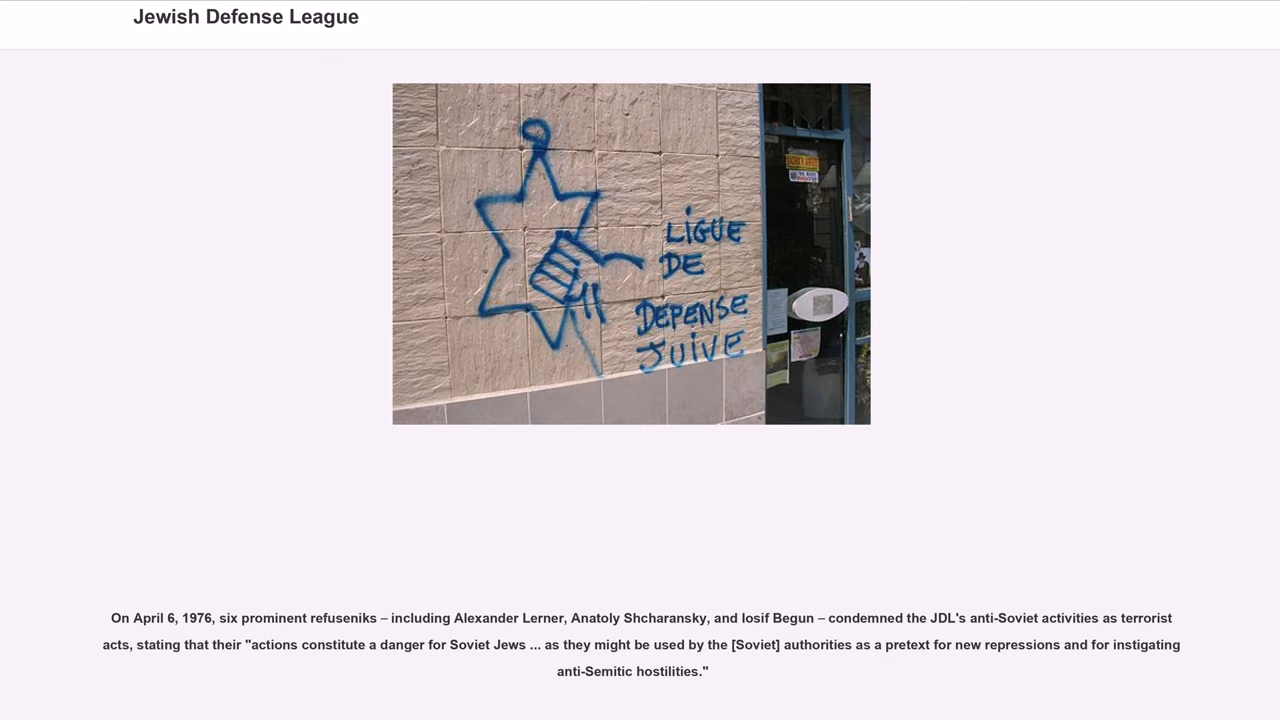 Jewish Defense League
LiGUE
DE
DEPENSE
JUiVE
On April 6, 1976, six prominent refuseniks – including Alexander Lerner, Anatoly Shcharansky, and Iosif Begun – condemned the JDL's anti-Soviet activities as terrorist
acts, stating that their "actions constitute a danger for Soviet Jews ... as they might be used by the [Soviet] authorities as a pretext for new repressions and for instigating
anti-Semitic hostilities."